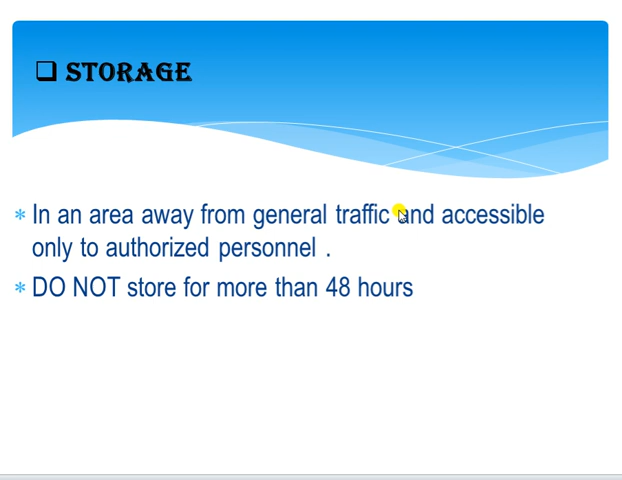 ❑ STORAGE
* In an area away from general traffic and accessible
only to authorized personnel .
* DO NOT store for more than 48 hours